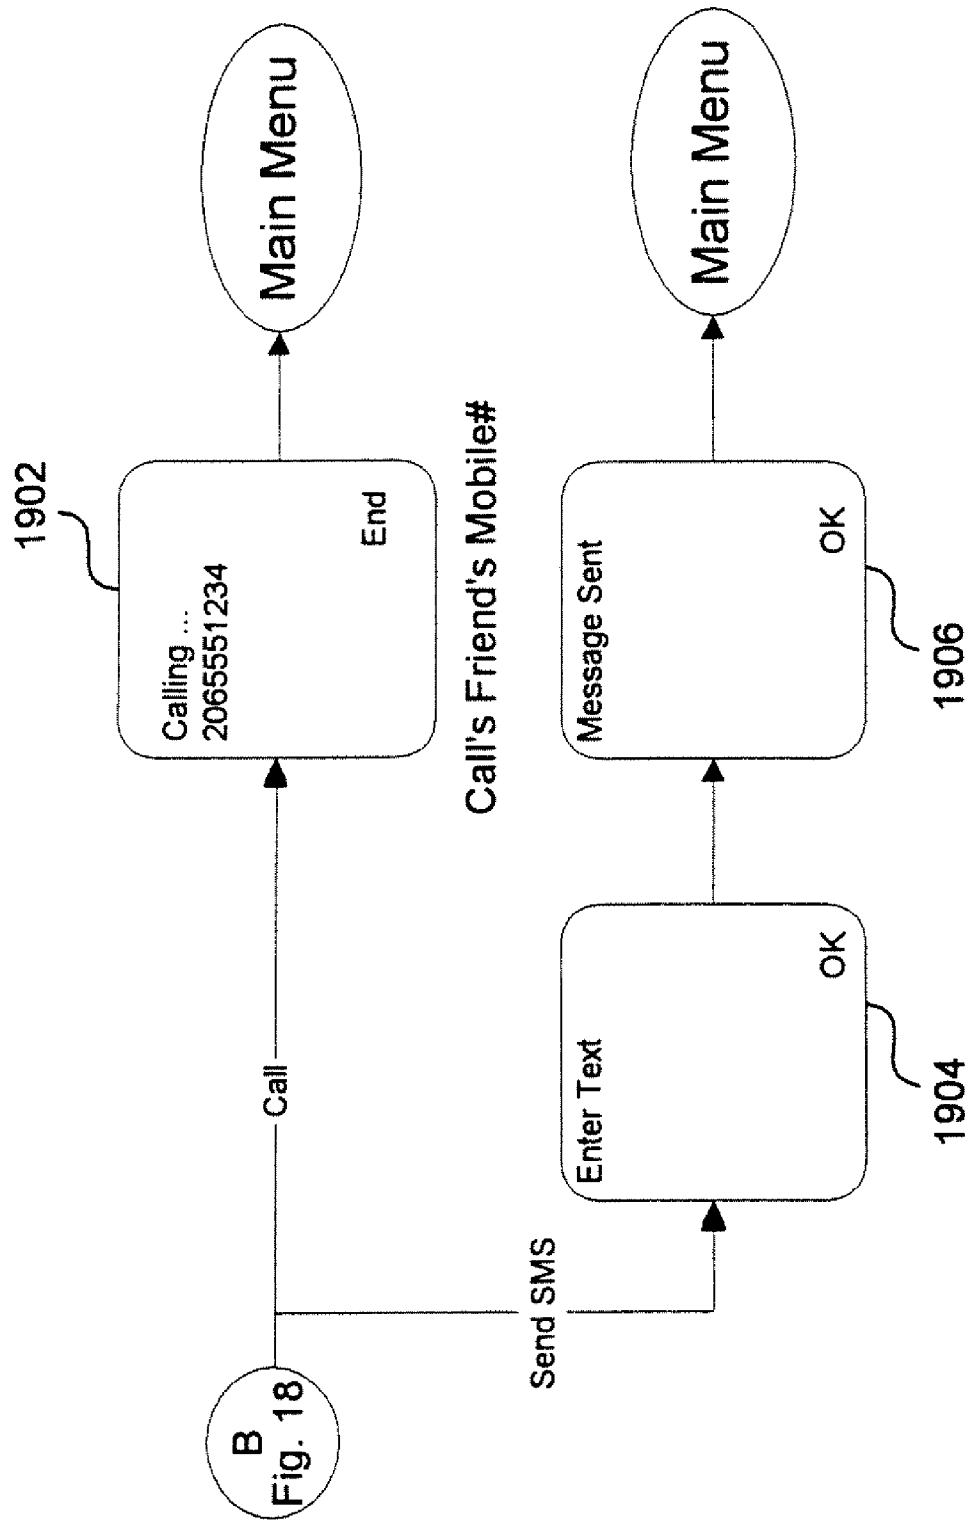 B
Fig. 18
Call
1902
Calling ...
2065551234
End
Main Menu
Call's Friend's Mobile#
Send SMS
Enter Text
OK
1904
Message Sent
OK
1906
Main Menu